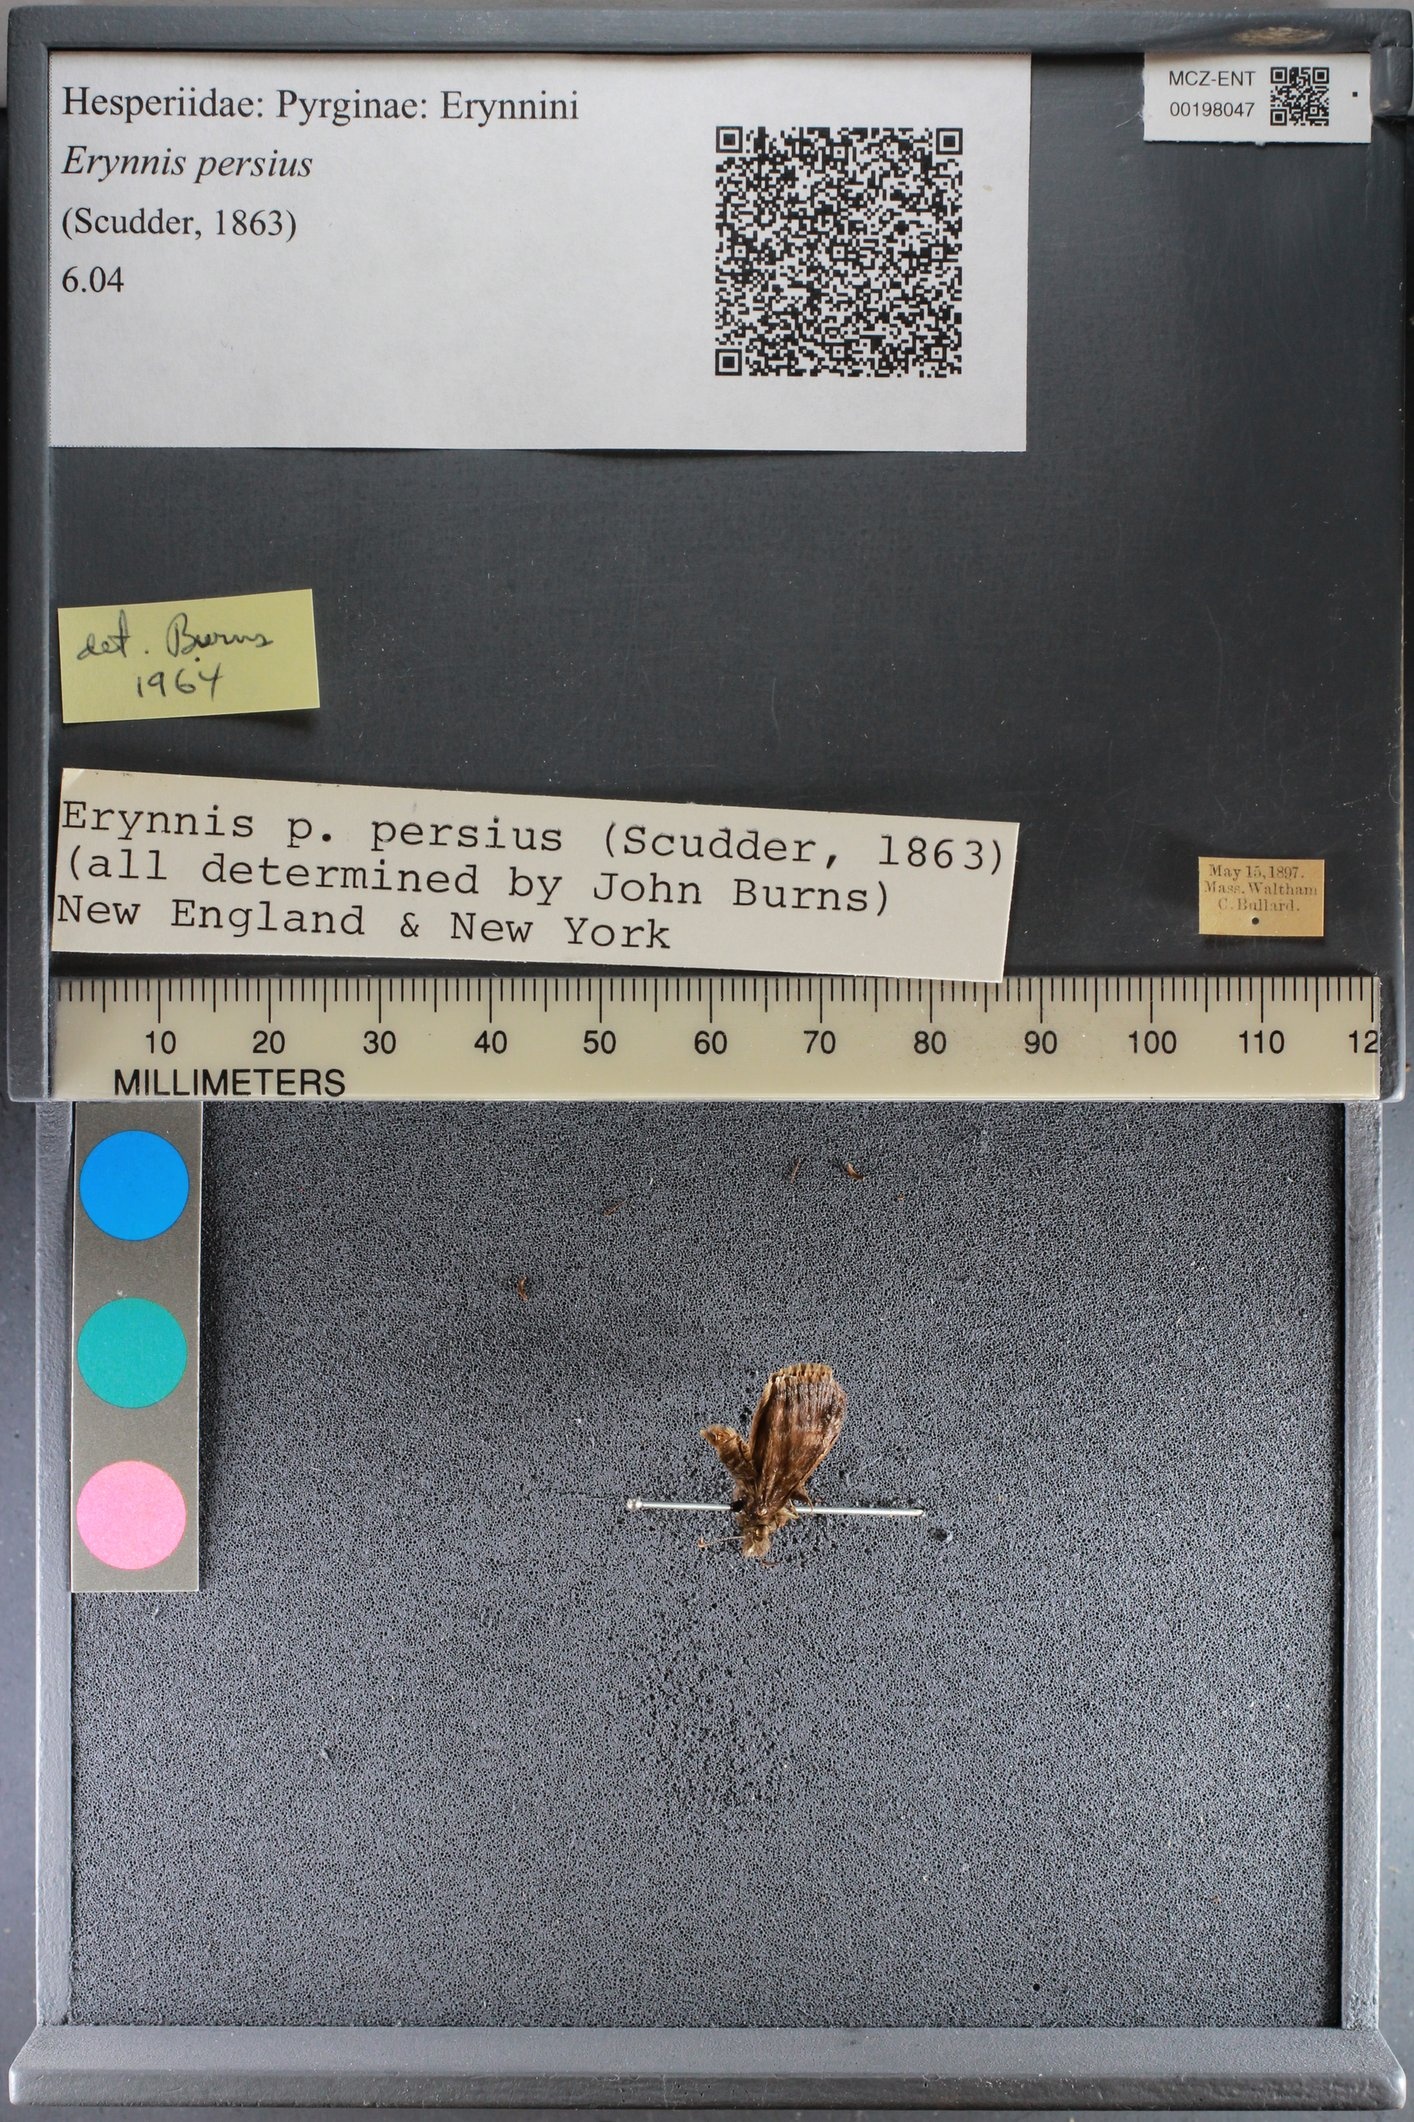 Hesperiidae: Pyrginae: Erynnini
Erynnis persius
(Scudder, 1863)
6.04
MCZ-ENT
00198047
det. Burns
1964
Erynnis p. persius (Scudder, 1863)
(all determined by John Burns)
New England & New York
May 15, 1897.
Mass. Waltham
C. Bullard.
10 20 30 40 50 60 70 80 90 100 110 12
MILLIMETERS